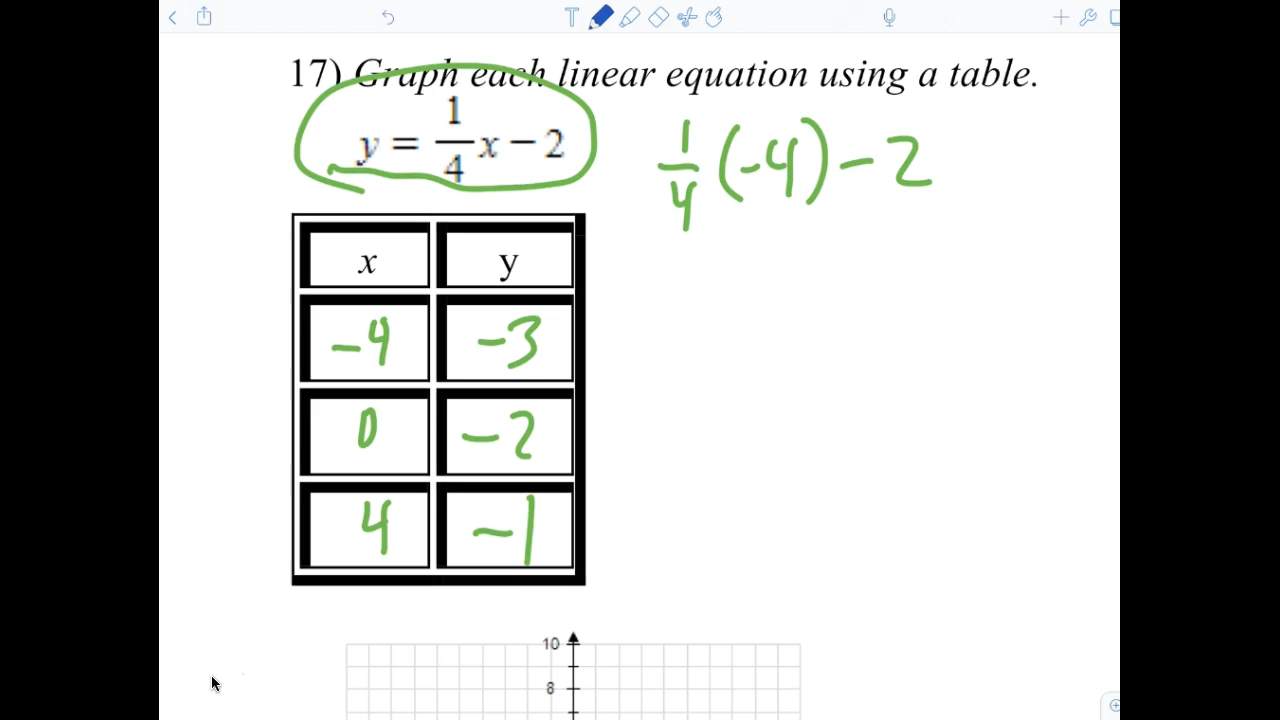 17) Graph each linear equation using a table.
y = 1/4 x − 2
1/4 (-4) - 2
x y
-4 -3
0 -2
4 -1
10
8